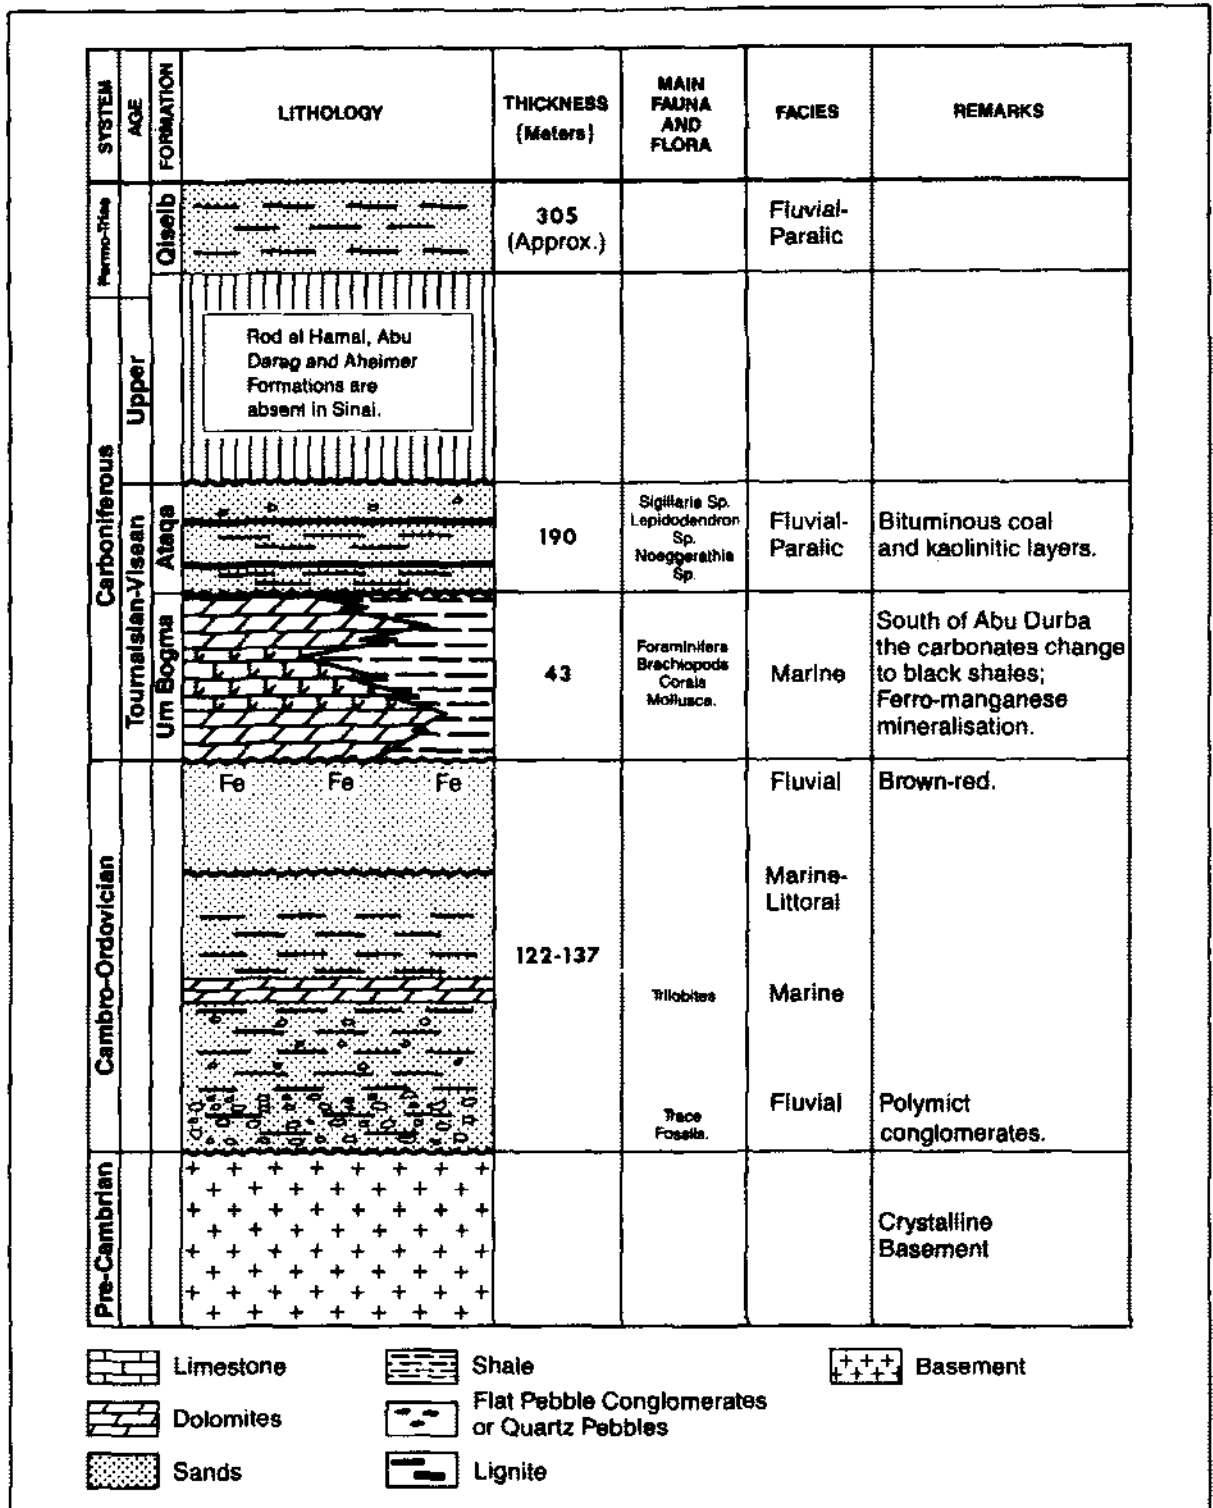 SYSTEM
AGE
FORMATION
LITHOLOGY
THICKNESS
(Meters)
MAIN
FAUNA
AND
FLORA
FACIES
REMARKS
Permo-Trias
Qiseib
305
(Approx.)
Fluvial-
Paralic
Carboniferous
Upper
Rod el Hamal, Abu
Darag and Aheimer
Formations are
absent in Sinai.
Tournaisian-Visean
Ataqa
190
Sigillaria Sp.
Lepidodendron
Sp.
Noeggerathia
Sp.
Fluvial-
Paralic
Bituminous coal
and kaolinitic layers.
Um Bogma
43
Foraminifera
Brachiopods
Corals
Mollusca.
Marine
South of Abu Durba
the carbonates change
to black shales;
Ferro-manganese
mineralisation.
Cambro-Ordovician
Fe Fe Fe
122-137
Fluvial
Brown-red.
Marine-
Littoral
Trilobites
Marine
Trace
Fossils.
Fluvial
Polymict
conglomerates.
Pre-Cambrian
Crystalline
Basement
Limestone
Shale
Basement
Dolomites
Flat Pebble Conglomerates
or Quartz Pebbles
Sands
Lignite